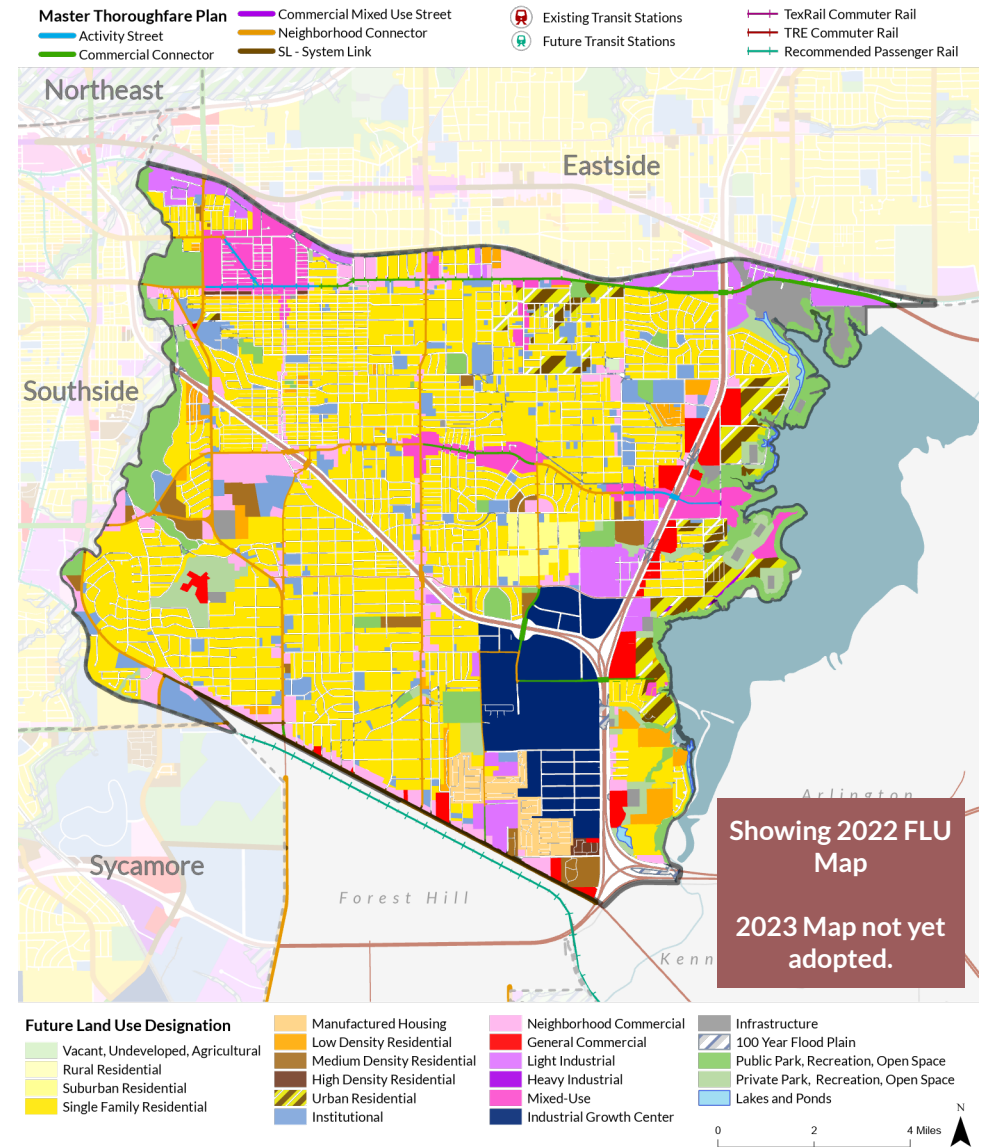 Master Thoroughfare Plan
Activity Street
Commercial Connector
Commercial Mixed Use Street
Neighborhood Connector
SL - System Link
Existing Transit Stations
Future Transit Stations
TexRail Commuter Rail
TRE Commuter Rail
Recommended Passenger Rail
Northeast
Eastside
Southside
Sycamore
Forest Hill
Arlington
Kenn
Showing 2022 FLU
Map
2023 Map not yet
adopted.
Future Land Use Designation
Vacant, Undeveloped, Agricultural
Rural Residential
Suburban Residential
Single Family Residential
Manufactured Housing
Low Density Residential
Medium Density Residential
High Density Residential
Urban Residential
Institutional
Neighborhood Commercial
General Commercial
Light Industrial
Heavy Industrial
Mixed-Use
Industrial Growth Center
Infrastructure
100 Year Flood Plain
Public Park, Recreation, Open Space
Private Park, Recreation, Open Space
Lakes and Ponds
N
0 2 4 Miles